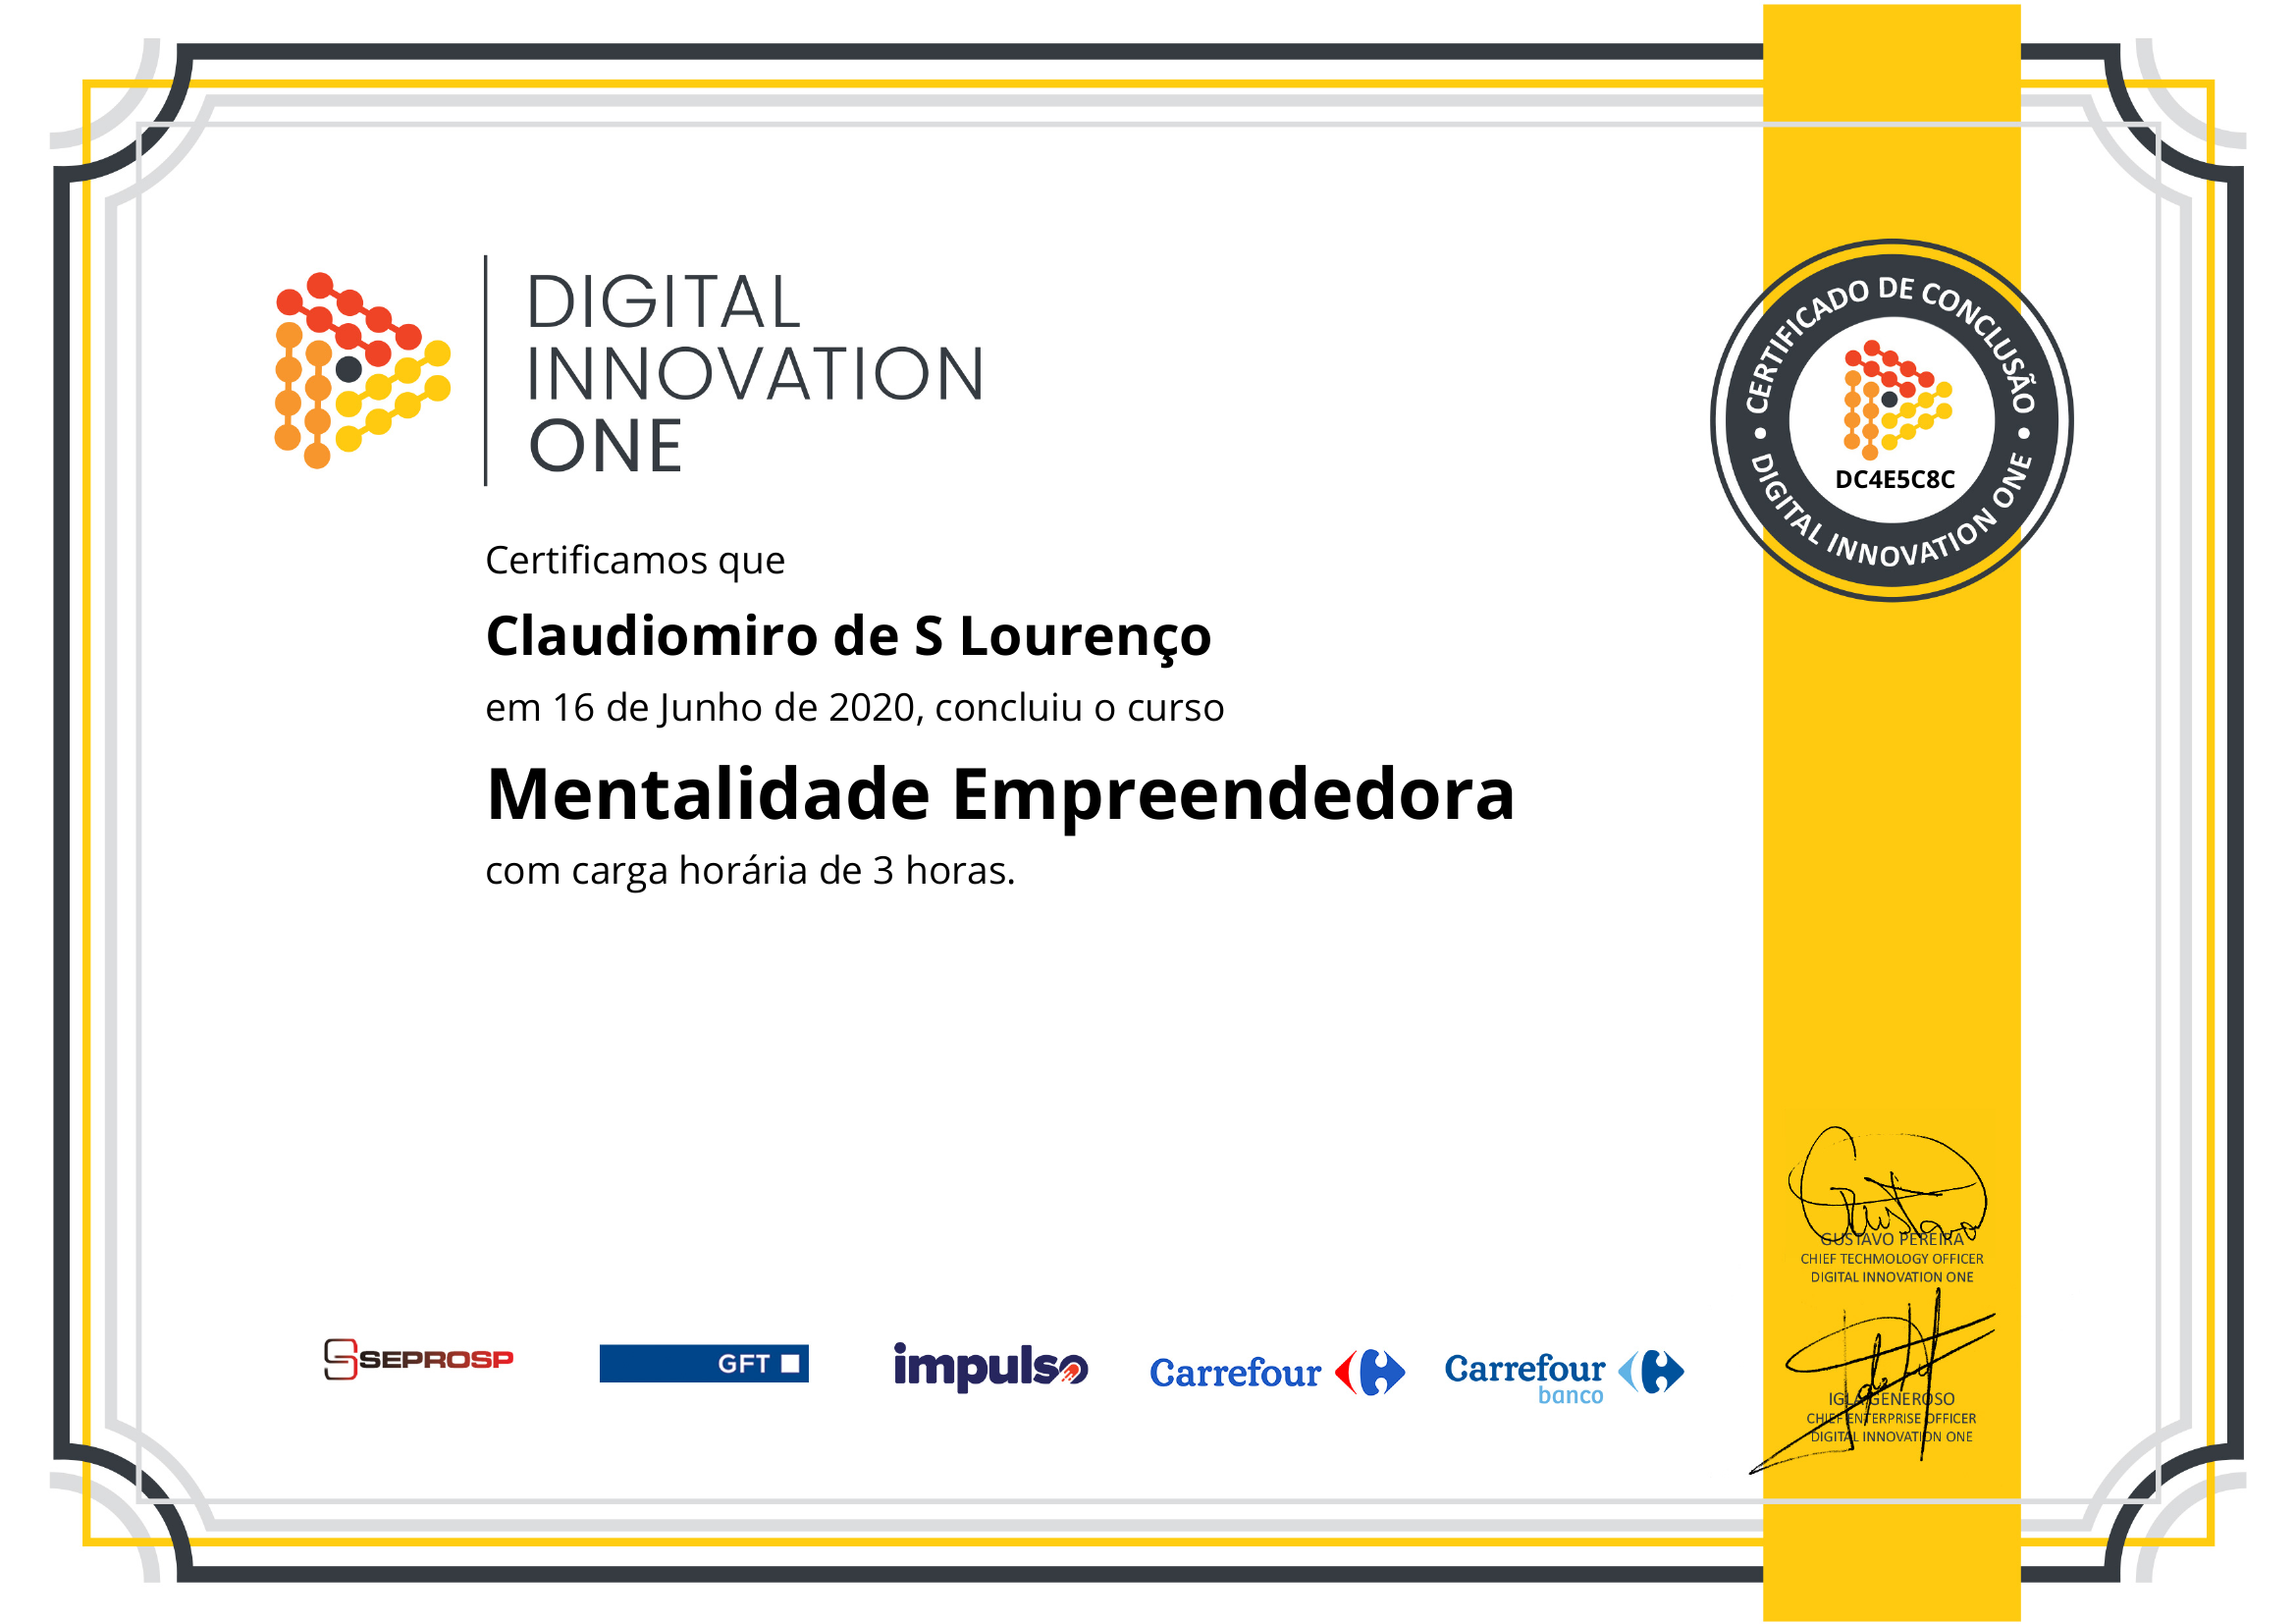 DIGITAL
INNOVATION
ONE
CERTIFICADO DE CONCLUSÃO
DC4E5C8C
DIGITAL INNOVATION ONE
Certificamos que
Claudiomiro de S Lourenço
em 16 de Junho de 2020, concluiu o curso
Mentalidade Empreendedora
com carga horária de 3 horas.
GUSTAVO PEREIRA
CHIEF TECHMOLOGY OFFICER
DIGITAL INNOVATION ONE
IGLA GENEROSO
CHIEF ENTERPRISE OFFICER
DIGITAL INNOVATION ONE
SEPROSP
GFT
impulso
Carrefour
Carrefour
banco